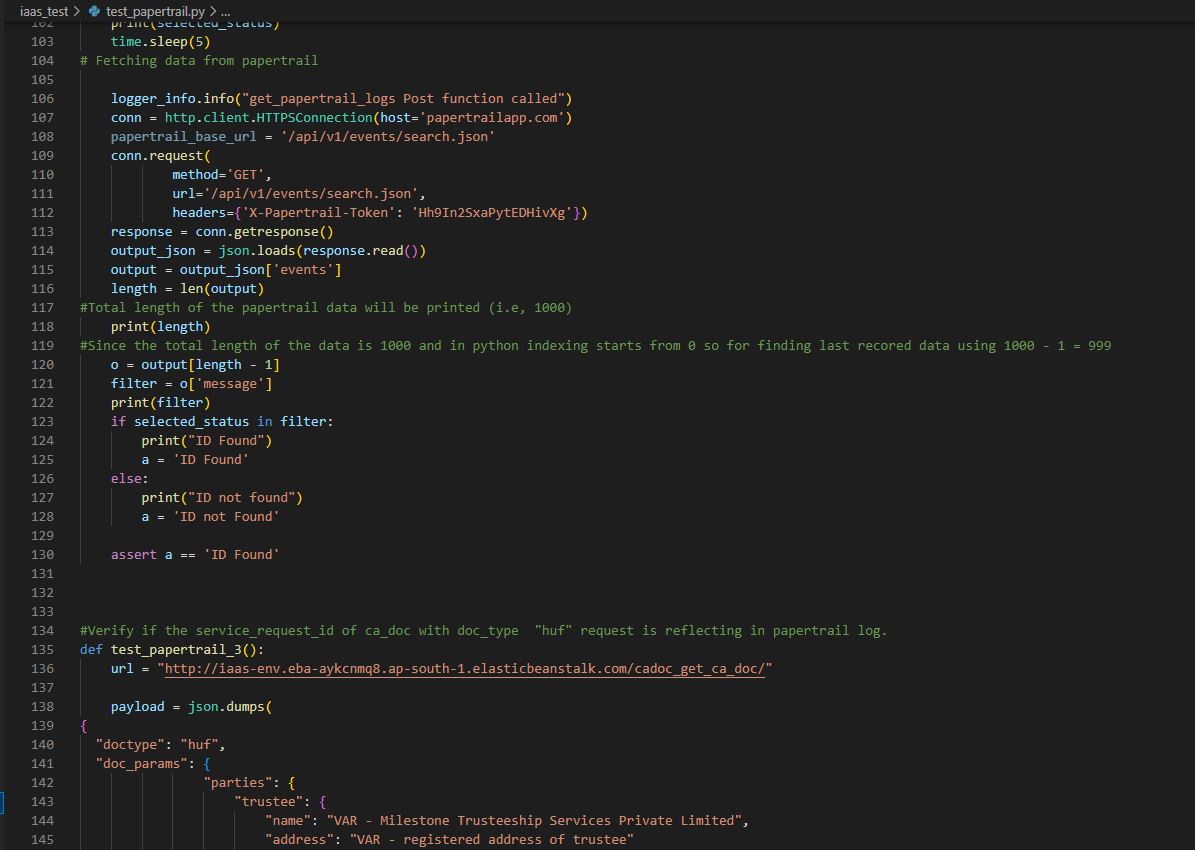 iaas_test > test_papertrail.py > ...
102 print(selected_status)
103 time.sleep(5)
104 # Fetching data from papertrail
105
106 logger_info.info("get_papertrail_logs Post function called")
107 conn = http.client.HTTPSConnection(host='papertrailapp.com')
108 papertrail_base_url = '/api/v1/events/search.json'
109 conn.request(
110 method='GET',
111 url='/api/v1/events/search.json',
112 headers={'X-Papertrail-Token': 'Hh9In2SxaPytEDHivXg'})
113 response = conn.getresponse()
114 output_json = json.loads(response.read())
115 output = output_json['events']
116 length = len(output)
117 #Total length of the papertrail data will be printed (i.e, 1000)
118 print(length)
119 #Since the total length of the data is 1000 and in python indexing starts from 0 so for finding last recored data using 1000 - 1 = 999
120 o = output[length - 1]
121 filter = o['message']
122 print(filter)
123 if selected_status in filter:
124 print("ID Found")
125 a = 'ID Found'
126 else:
127 print("ID not found")
128 a = 'ID not Found'
129
130 assert a == 'ID Found'
131
132
133
134 #Verify if the service_request_id of ca_doc with doc_type  "huf" request is reflecting in papertrail log.
135 def test_papertrail_3():
136 url = "http://iaas-env.eba-aykcnmq8.ap-south-1.elasticbeanstalk.com/cadoc_get_ca_doc/"
137
138 payload = json.dumps(
139 {
140 "doctype": "huf",
141 "doc_params": {
142 "parties": {
143 "trustee": {
144 "name": "VAR - Milestone Trusteeship Services Private Limited",
145 "address": "VAR - registered address of trustee"